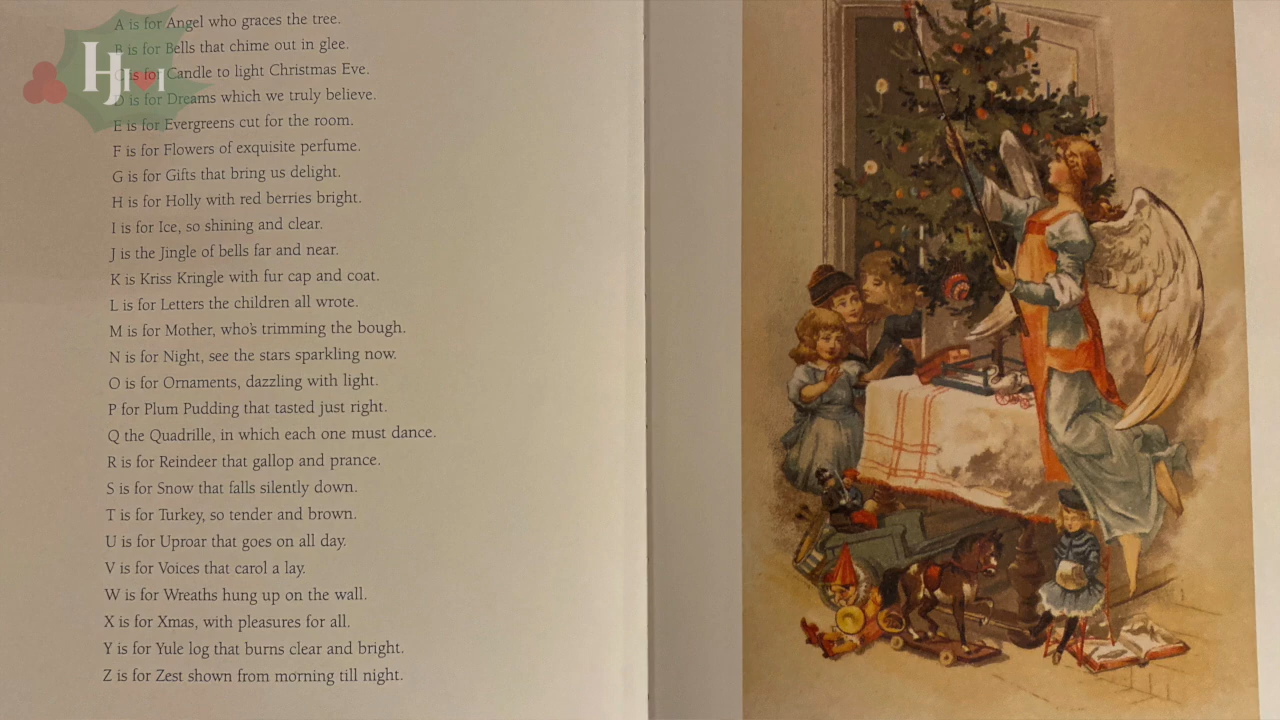 A is for Angel who graces the tree.
B is for Bells that chime out in glee.
C is for Candle to light Christmas Eve.
D is for Dreams which we truly believe.
E is for Evergreens cut for the room.
F is for Flowers of exquisite perfume.
G is for Gifts that bring us delight.
H is for Holly with red berries bright.
I is for Ice, so shining and clear.
J is the Jingle of bells far and near.
K is Kriss Kringle with fur cap and coat.
L is for Letters the children all wrote.
M is for Mother, who's trimming the bough.
N is for Night, see the stars sparkling now.
O is for Ornaments, dazzling with light.
P for Plum Pudding that tasted just right.
Q the Quadrille, in which each one must dance.
R is for Reindeer that gallop and prance.
S is for Snow that falls silently down.
T is for Turkey, so tender and brown.
U is for Uproar that goes on all day.
V is for Voices that carol a lay.
W is for Wreaths hung up on the wall.
X is for Xmas, with pleasures for all.
Y is for Yule log that burns clear and bright.
Z is for Zest shown from morning till night.